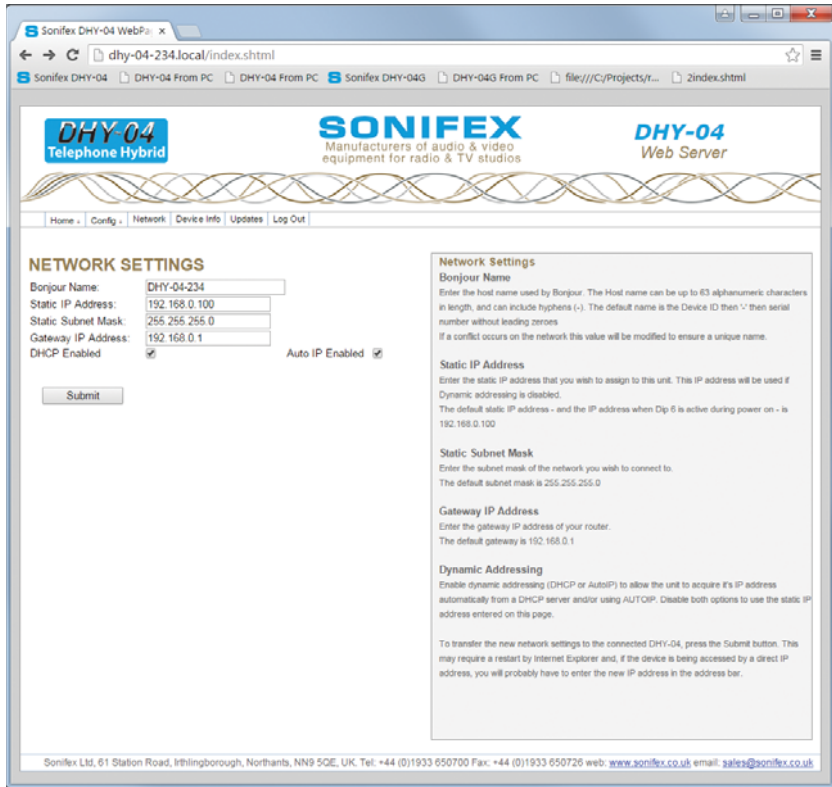 Sonifex DHY-04 WebPa
dhy-04-234.local/index.shtml
Sonifex DHY-04 DHY-04 From PC DHY-04 From PC Sonifex DHY-04G DHY-04G From PC file:///C:/Projects/r... 2index.shtml
DHY-04
Telephone Hybrid
SONIFEX
Manufacturers of audio & video
equipment for radio & TV studios
DHY-04
Web Server
Home Config Network Device Info Updates Log Out
NETWORK SETTINGS
Bonjour Name: DHY-04-234
Static IP Address: 192.168.0.100
Static Subnet Mask: 255.255.255.0
Gateway IP Address: 192.168.0.1
DHCP Enabled Auto IP Enabled
Submit
Network Settings
Bonjour Name
Enter the host name used by Bonjour. The Host name can be up to 63 alphanumeric characters
in length, and can include hyphens (-). The default name is the Device ID then '-' then serial
number without leading zeroes
If a conflict occurs on the network this value will be modified to ensure a unique name.
Static IP Address
Enter the static IP address that you wish to assign to this unit. This IP address will be used if
Dynamic addressing is disabled.
The default static IP address - and the IP address when Dip 6 is active during power on - is
192.168.0.100
Static Subnet Mask
Enter the subnet mask of the network you wish to connect to.
The default subnet mask is 255.255.255.0
Gateway IP Address
Enter the gateway IP address of your router.
The default gateway is 192.168.0.1
Dynamic Addressing
Enable dynamic addressing (DHCP or AutoIP) to allow the unit to acquire it's IP address
automatically from a DHCP server and/or using AUTOIP. Disable both options to use the static IP
address entered on this page.
To transfer the new network settings to the connected DHY-04, press the Submit button. This
may require a restart by Internet Explorer and, if the device is being accessed by a direct IP
address, you will probably have to enter the new IP address in the address bar.
Sonifex Ltd, 61 Station Road, Irthlingborough, Northants, NN9 5QE, UK. Tel: +44 (0)1933 650700 Fax: +44 (0)1933 650726 web: www.sonifex.co.uk email: sales@sonifex.co.uk